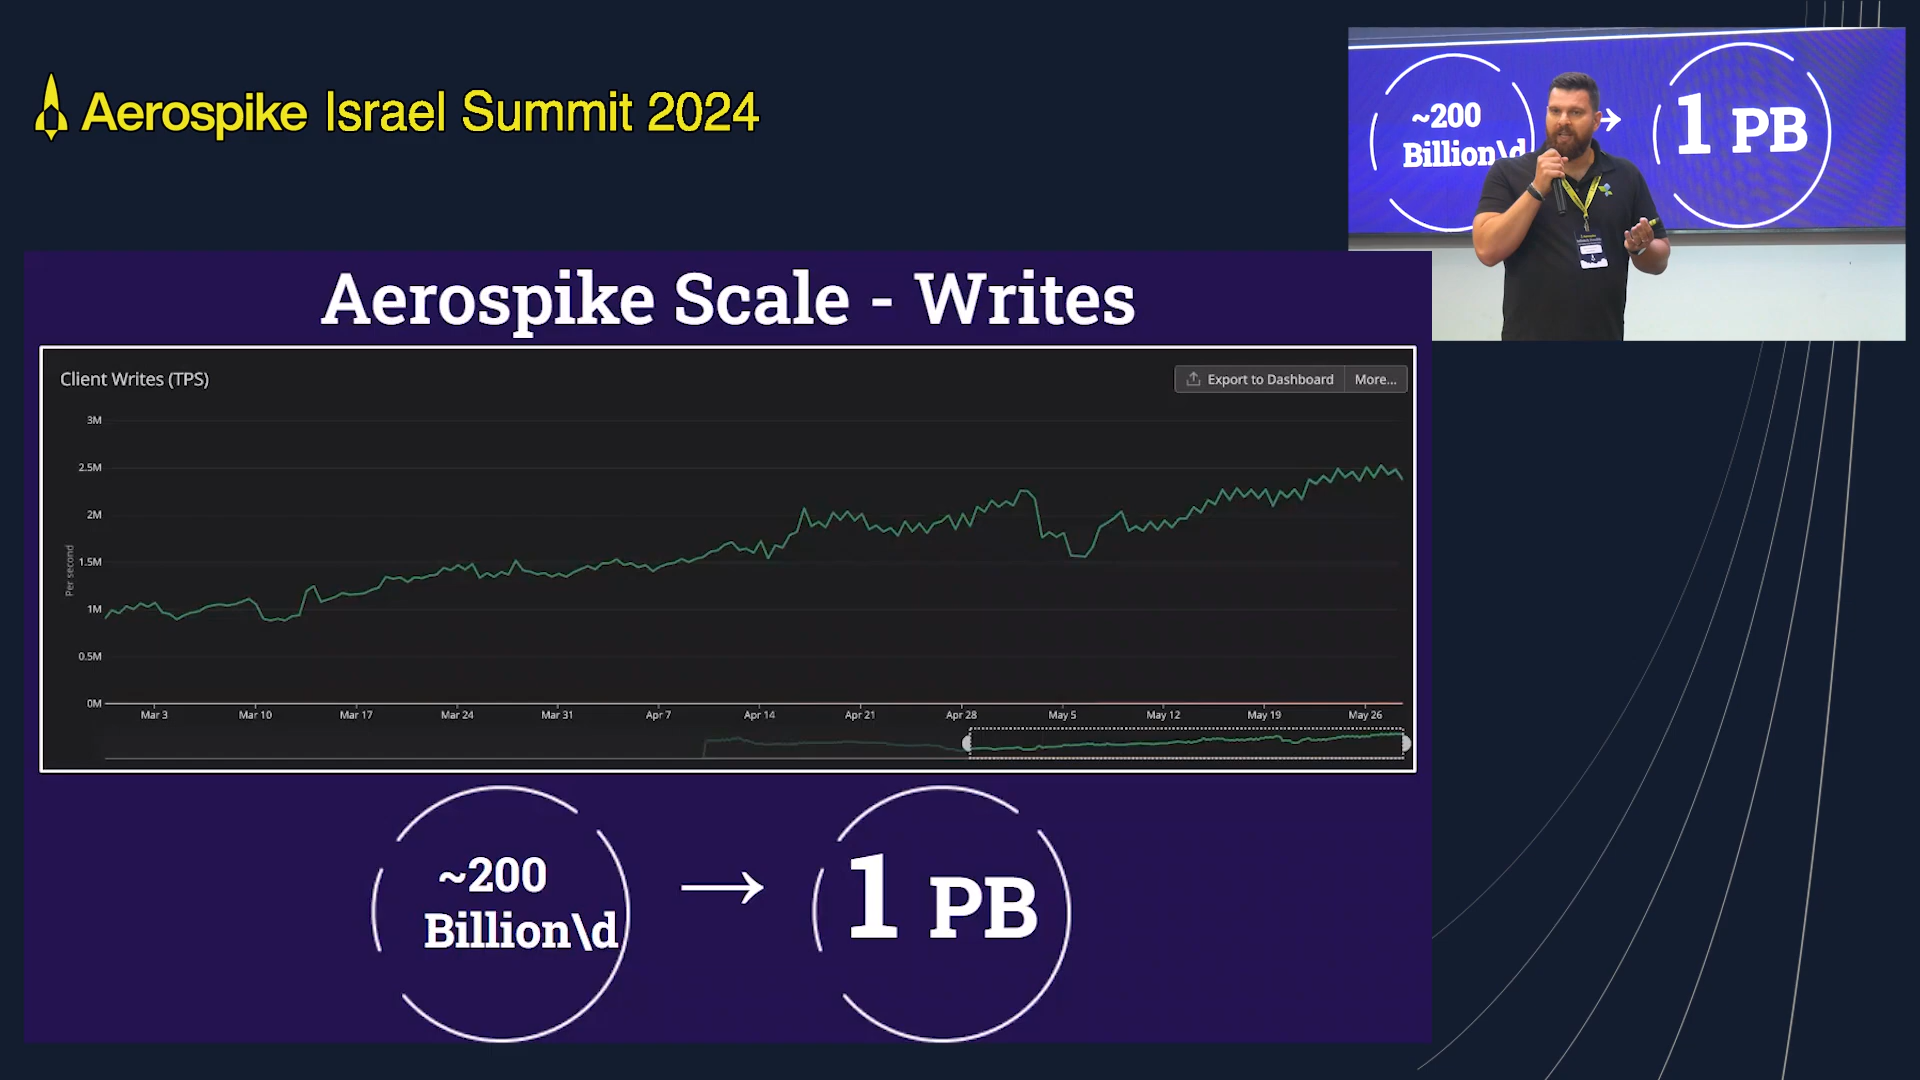 Aerospike Israel Summit 2024
~200
Billion\d
1 PB
Aerospike Scale - Writes
Client Writes (TPS)
Export to Dashboard
More...
3M
2.5M
2M
1.5M
1M
0.5M
0M
Per second
Mar 3
Mar 10
Mar 17
Mar 24
Mar 31
Apr 7
Apr 14
Apr 21
Apr 28
May 5
May 12
May 19
May 26
~200
Billion\d
1 PB